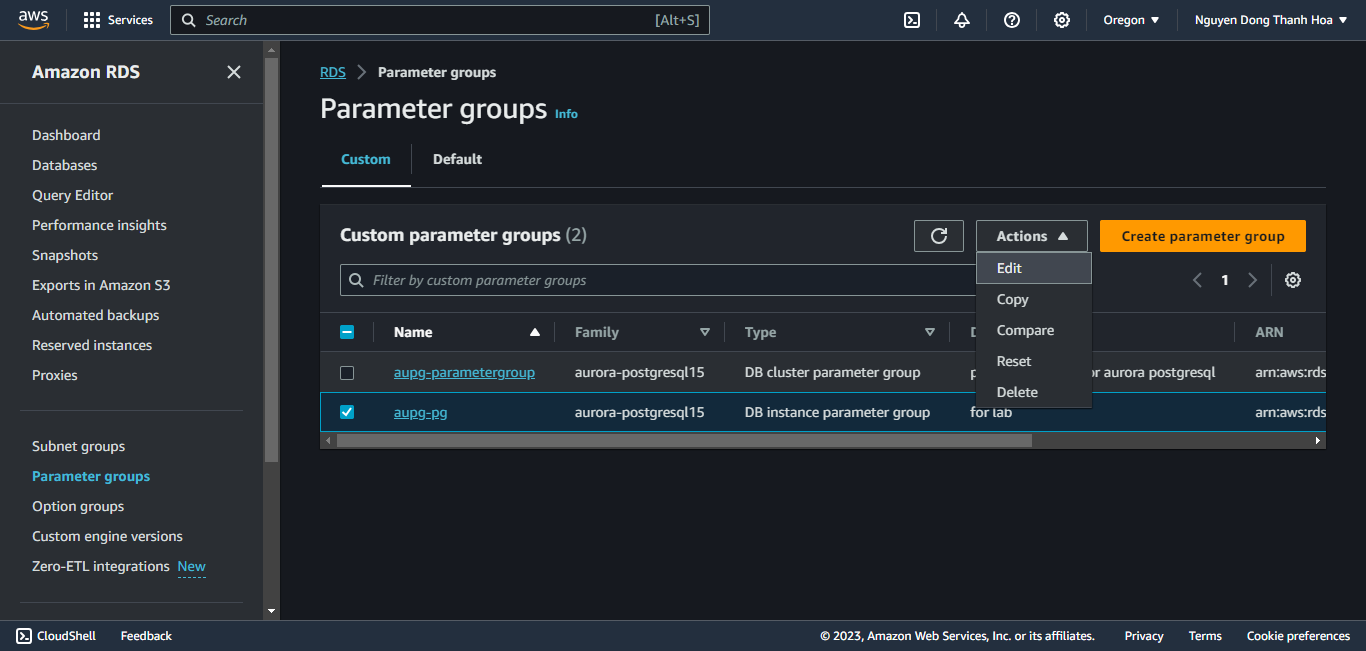 aws Services Search [Alt+S] Oregon Nguyen Dong Thanh Hoa
Amazon RDS
Dashboard
Databases
Query Editor
Performance insights
Snapshots
Exports in Amazon S3
Automated backups
Reserved instances
Proxies
Subnet groups
Parameter groups
Option groups
Custom engine versions
Zero-ETL integrations New
RDS Parameter groups
Parameter groups Info
Custom Default
Custom parameter groups (2) Actions Create parameter group
Filter by custom parameter groups 1
Edit
Copy
Compare
Reset
Delete
Name Family Type ARN
aupg-parametergroup aurora-postgresql15 DB cluster parameter group or aurora postgresql arn:aws:rds
aupg-pg aurora-postgresql15 DB instance parameter group for lab arn:aws:rds
CloudShell Feedback © 2023, Amazon Web Services, Inc. or its affiliates. Privacy Terms Cookie preferences